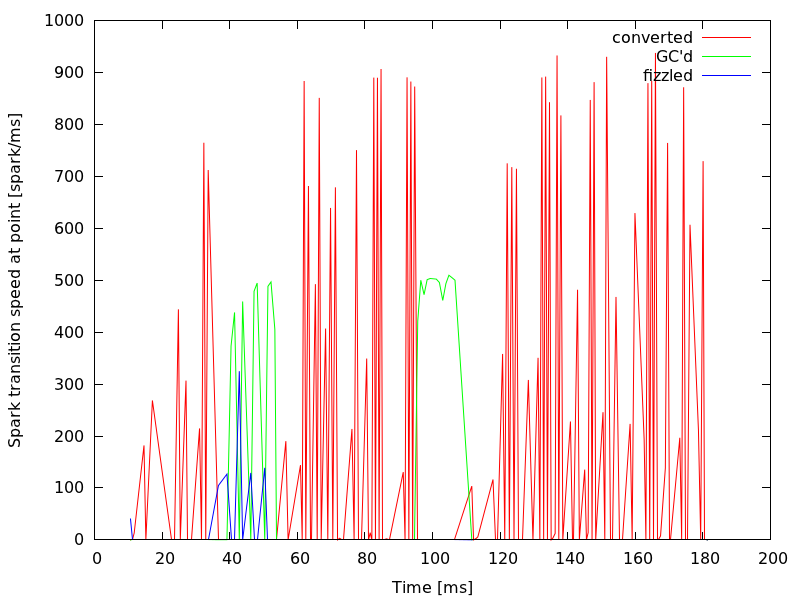 1000
900
800
700
600
500
400
300
200
100
0
0 20 40 60 80 100 120 140 160 180 200
Spark transition speed at point [spark/ms]
Time [ms]
converted
GC'd
fizzled